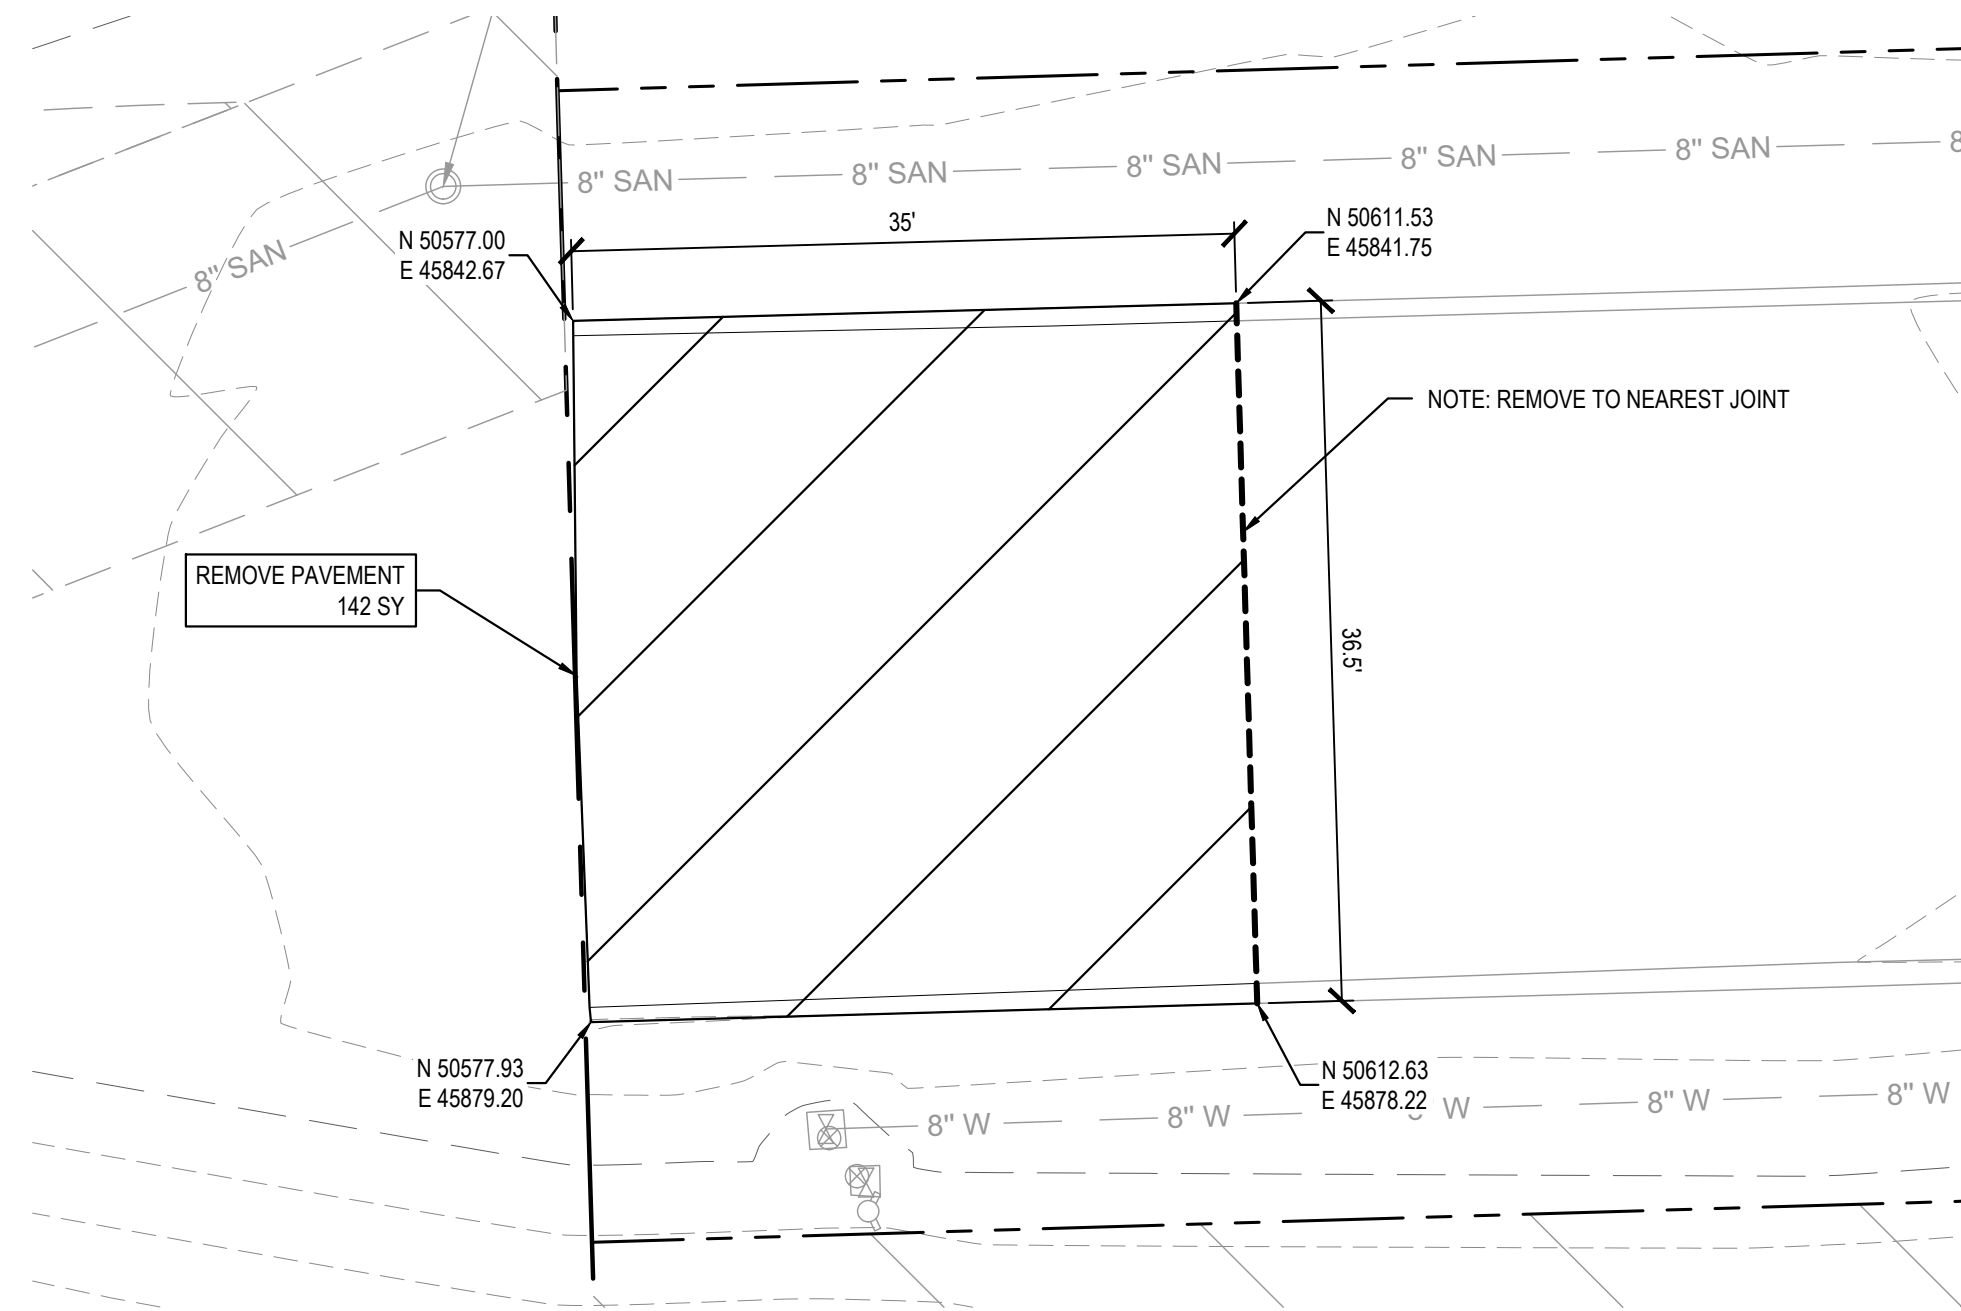 8" SAN
8" SAN
8" SAN
8" SAN
8" SAN
8" SAN
35'
N 50577.00
E 45842.67
N 50611.53
E 45841.75
NOTE: REMOVE TO NEAREST JOINT
REMOVE PAVEMENT
142 SY
36.5'
N 50577.93
E 45879.20
N 50612.63
E 45878.22
8" W
8" W
W
8" W
8" W